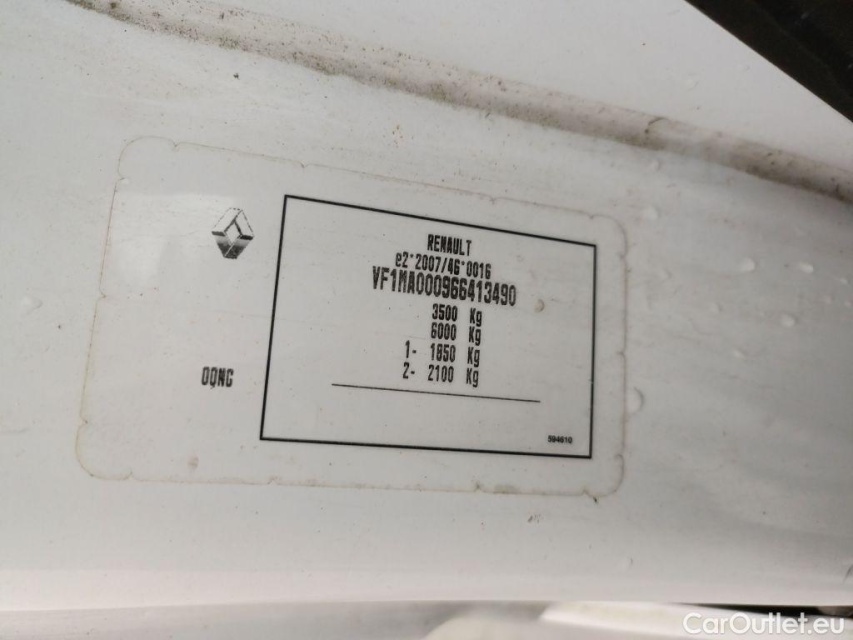 RENAULT
e2*2007/46*0016
VF1MA000966413490
3500 Kg
6000 Kg
1- 1850 Kg
2- 2100 Kg
OQNG
594610
CarOutlet.eu